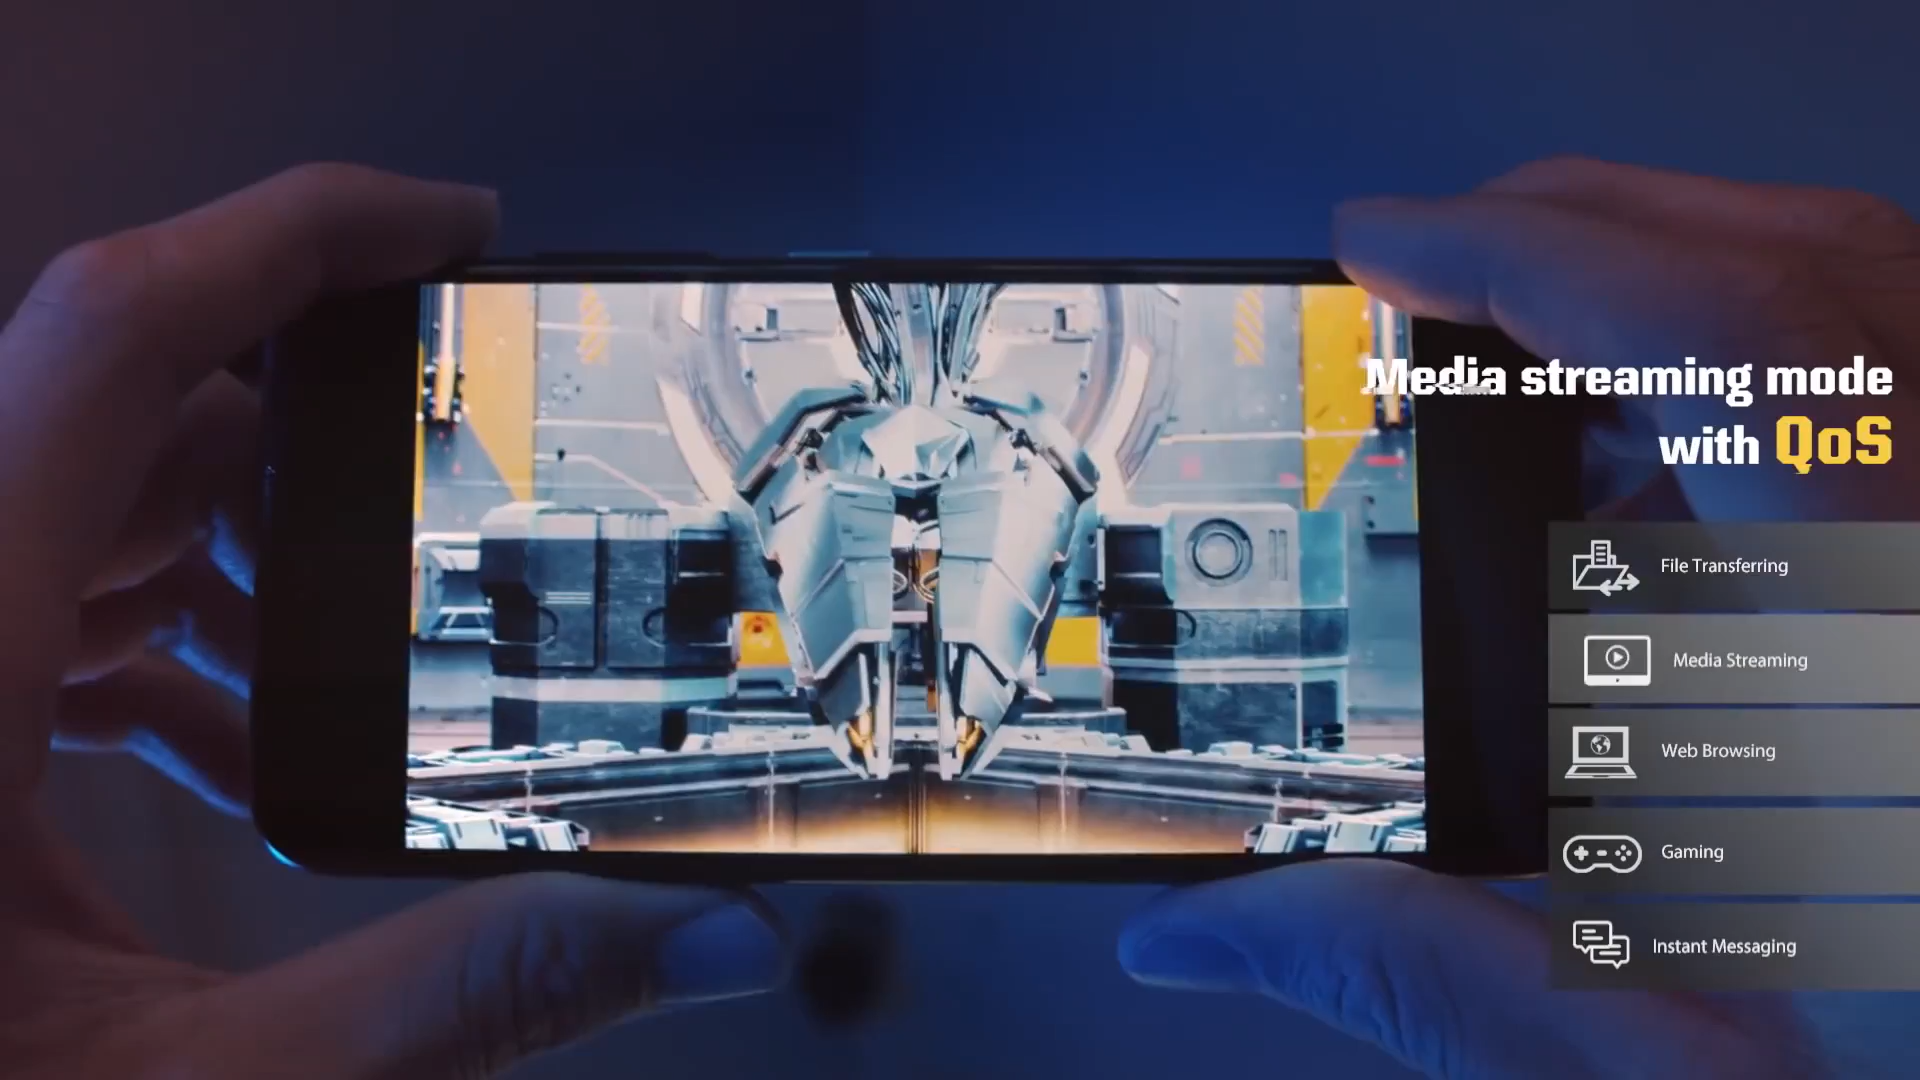 Media streaming mode
with QoS
File Transferring
Media Streaming
Web Browsing
Gaming
Instant Messaging